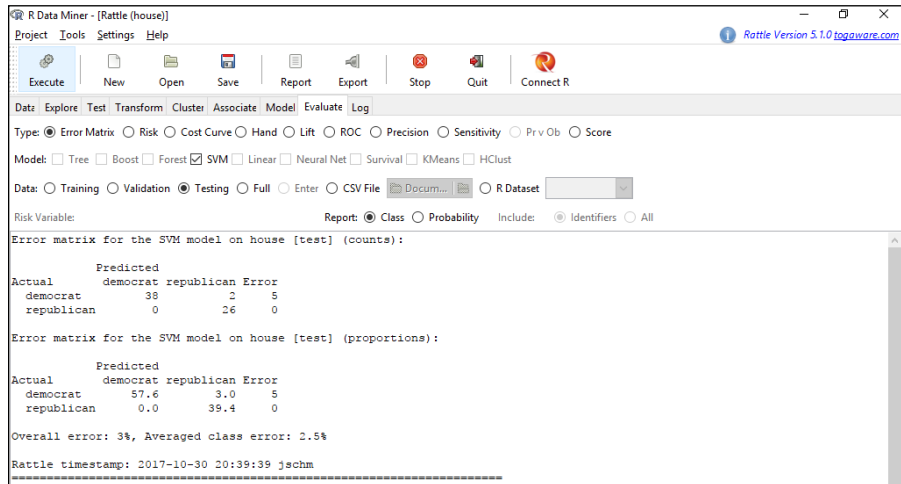 R Data Miner - [Rattle (house)]
Project Tools Settings Help
Rattle Version 5.1.0 togaware.com
Execute New Open Save Report Export Stop Quit Connect R
Data Explore Test Transform Cluster Associate Model Evaluate Log
Type: Error Matrix Risk Cost Curve Hand Lift ROC Precision Sensitivity Pr v Ob Score
Model: Tree Boost Forest SVM Linear Neural Net Survival KMeans HClust
Data: Training Validation Testing Full Enter CSV File Docum... R Dataset
Risk Variable: Report: Class Probability Include: Identifiers All
Error matrix for the SVM model on house [test] (counts):
Predicted
Actual democrat republican Error
democrat 38 2 5
republican 0 26 0
Error matrix for the SVM model on house [test] (proportions):
Predicted
Actual democrat republican Error
democrat 57.6 3.0 5
republican 0.0 39.4 0
Overall error: 3%, Averaged class error: 2.5%
Rattle timestamp: 2017-10-30 20:39:39 jschm
======================================================================